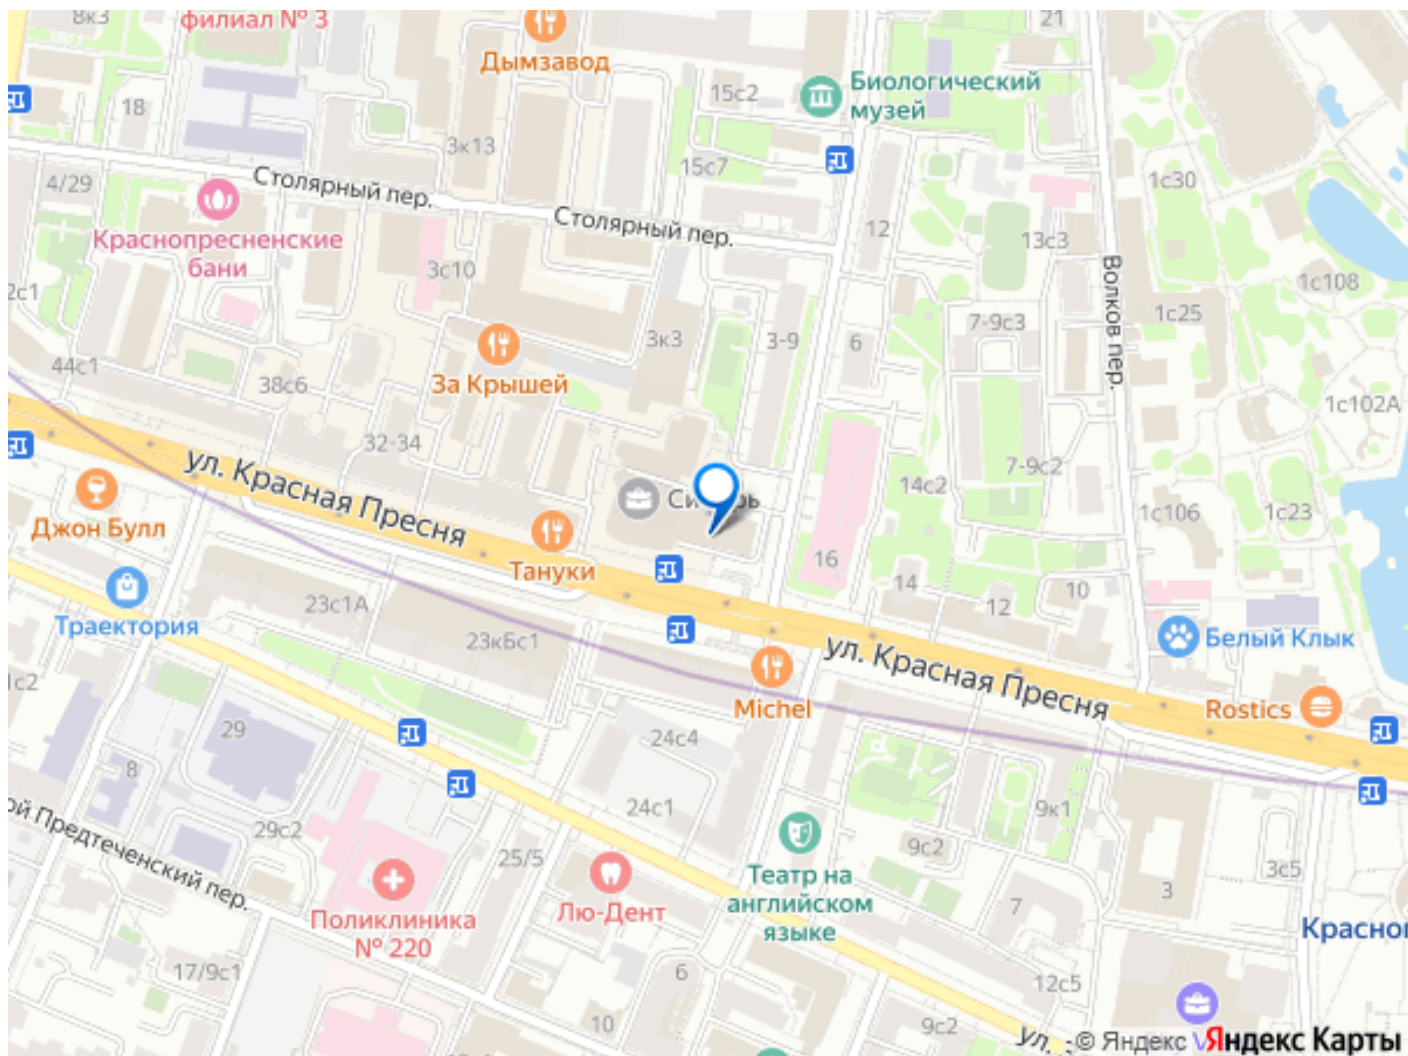 8к3
филиал № 3
Дымзавод
21
Биологический
музей
15с2
18
3к13
15с7
4/29
Столярный пер.
Столярный пер.
1с30
12
13с3
Краснопресненские
бани
3с10
Волков пер.
1с108
2с1
1с25
7-9с3
3к3
3-9
6
За Крышей
44с1
38с6
1с102А
32-34
ул. Красная Пресня
7-9с2
14с2
1с106
1с23
Джон Булл
Тануки
16
14
12
10
Траектория
23с1А
23кБс1
Белый Клык
ул. Красная Пресня
1с2
Michel
Rostics
29
24с4
8
24с1
9к1
29с2
25/5
9с2
3с5
3
Театр на
английском
языке
Предтеченский пер.
Поликлиника
№ 220
Лю-Дент
7
17/9с1
6
12с5
10
9с2
ул.
© Яндекс
Яндекс Карты